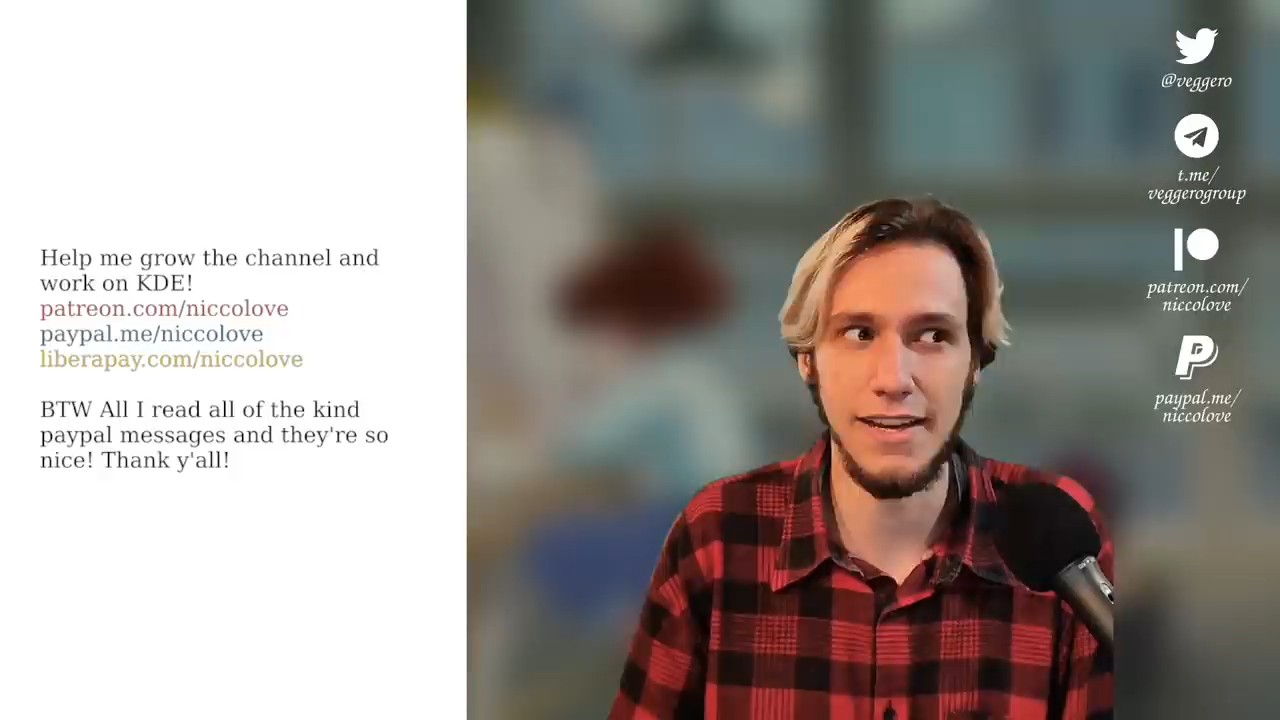 Help me grow the channel and
work on KDE!
patreon.com/niccolove
paypal.me/niccolove
liberapay.com/niccolove
BTW All I read all of the kind
paypal messages and they're so
nice! Thank y'all!
@veggero
t.me/
veggerogroup
patreon.com/
niccolove
paypal.me/
niccolove